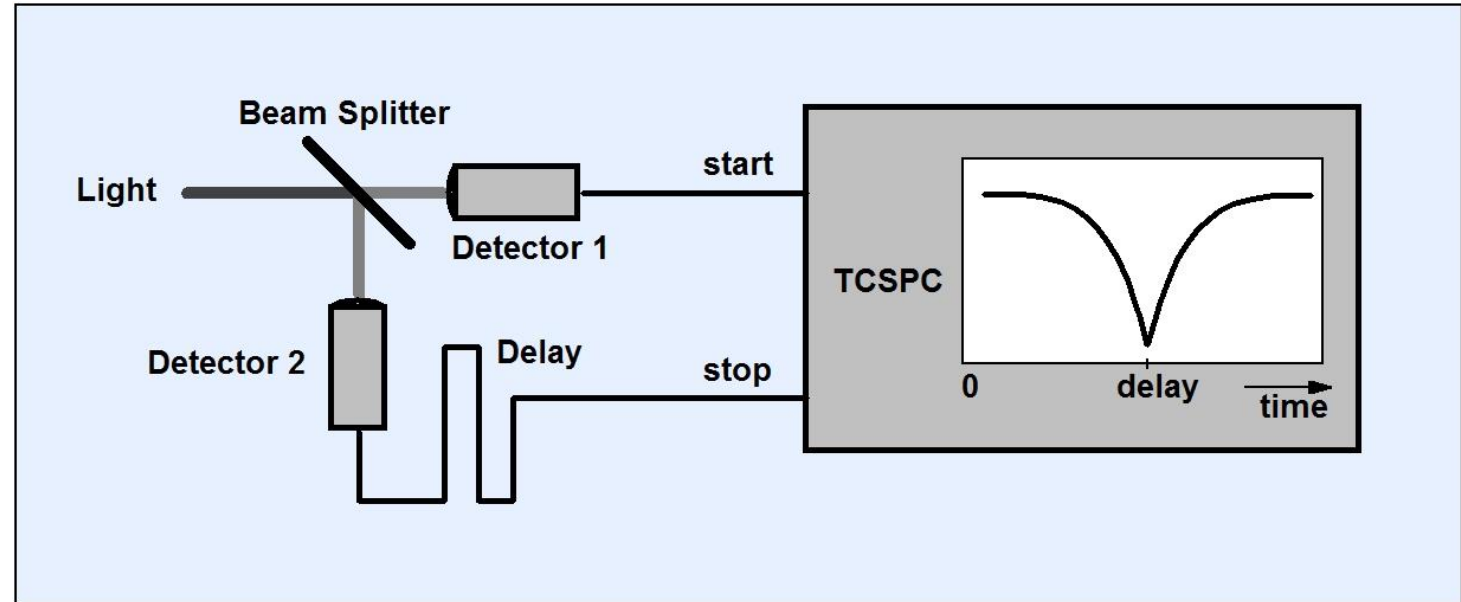 Beam Splitter
Light
Detector 1
start
TCSPC
Detector 2
Delay
stop
0
delay
time